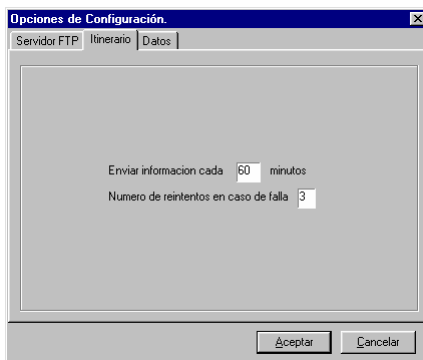 Opciones de Configuración.
Servidor FTP Itinerario Datos
Enviar informacion cada 60 minutos
Numero de reintentos en caso de falla 3
Aceptar Cancelar